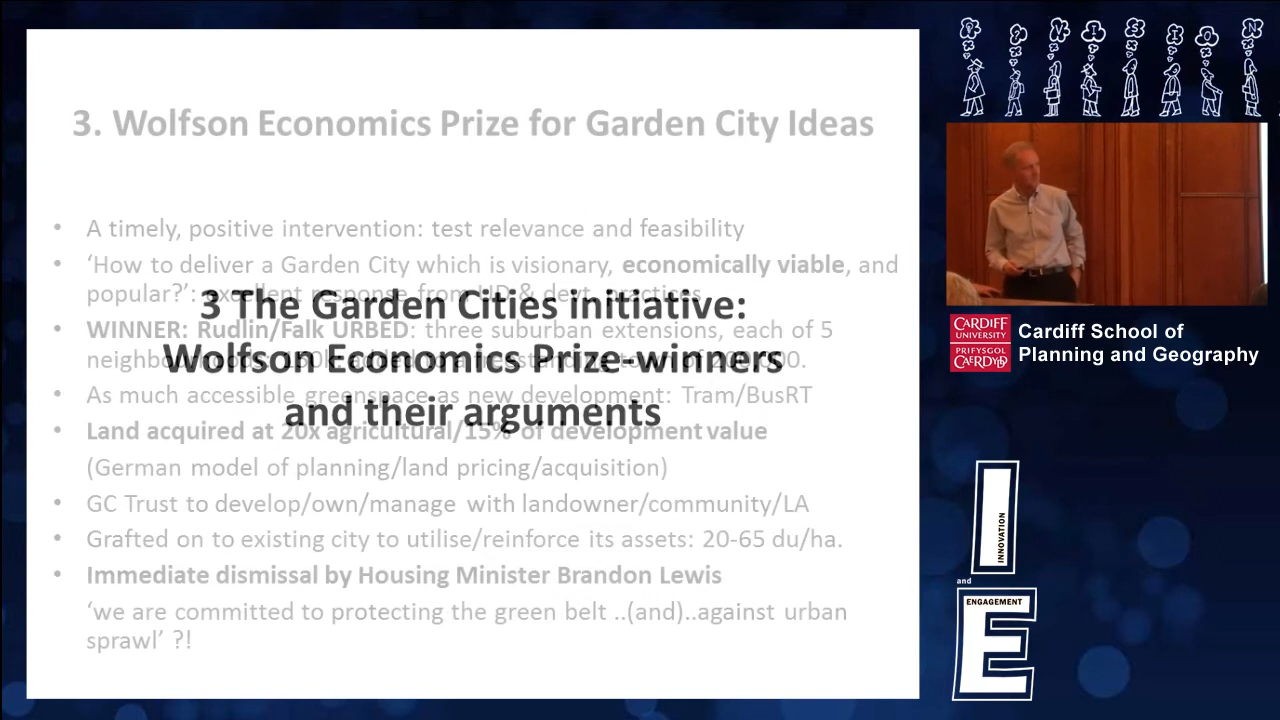 3. Wolfson Economics Prize for Garden City Ideas
• A timely, positive intervention: test relevance and feasibility
• ‘How to deliver a Garden City which is visionary, economically viable, and
popular?’: excellent response from
3 The Garden Cities initiative:
• WINNER: Rudlin/Falk URBED: three suburban extensions, each of 5
Wolfson Economics Prize-winners
• As much accessible greenspace as new development: Tram/BusRT
and their arguments
• Land acquired at 20x agricultural/15% of development value
(German model of planning/land pricing/acquisition)
• GC Trust to develop/own/manage with landowner/community/LA
• Grafted on to existing city to utilise/reinforce its assets: 20-65 du/ha.
• Immediate dismissal by Housing Minister Brandon Lewis
‘we are committed to protecting the green belt ..(and)..against urban
sprawl’ ?!
VISION
CARDIFF
UNIVERSITY
PRIFYSGOL
CAERDYD
Cardiff School of
Planning and Geography
I
INNOVATION
and
ENGAGEMENT
E